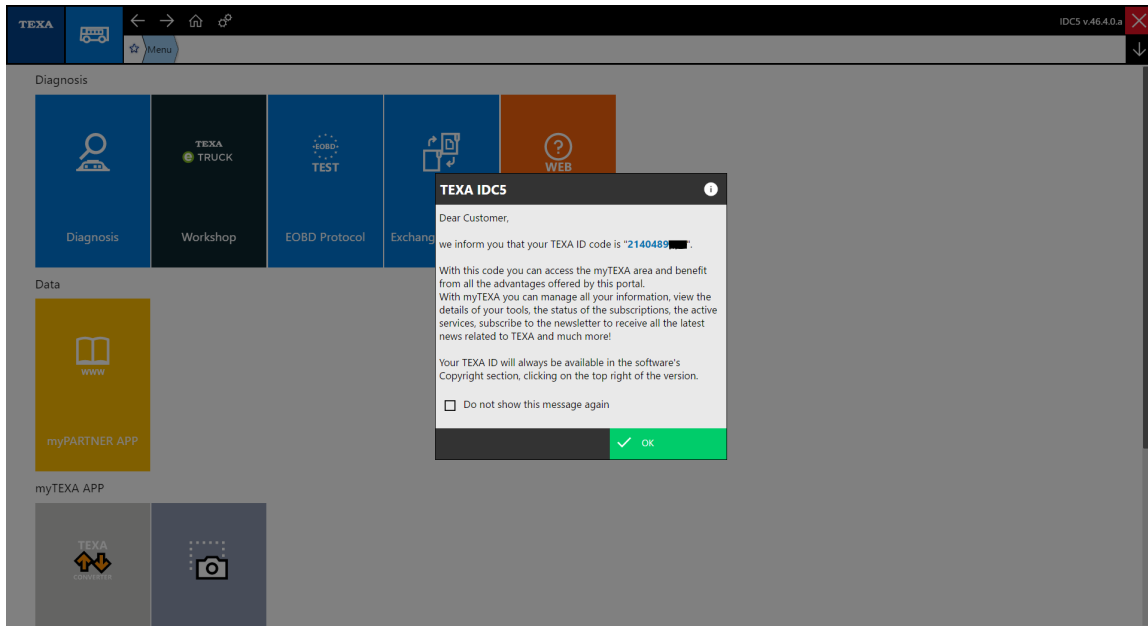 TEXA
IDC5 v.46.4.0.a
Menu
Diagnosis
TEXA
e TRUCK
EOBD
TEST
WEB
Diagnosis
Workshop
EOBD Protocol
Exchang
TEXA IDC5
Dear Customer,
we inform you that your TEXA ID code is "2140489 ".
With this code you can access the myTEXA area and benefit
from all the advantages offered by this portal.
With myTEXA you can manage all your information, view the
details of your tools, the status of the subscriptions, the active
services, subscribe to the newsletter to receive all the latest
news related to TEXA and much more!
Your TEXA ID will always be available in the software's
Copyright section, clicking on the top right of the version.
Do not show this message again
OK
Data
www
myPARTNER APP
myTEXA APP
TEXA
CONVERTER